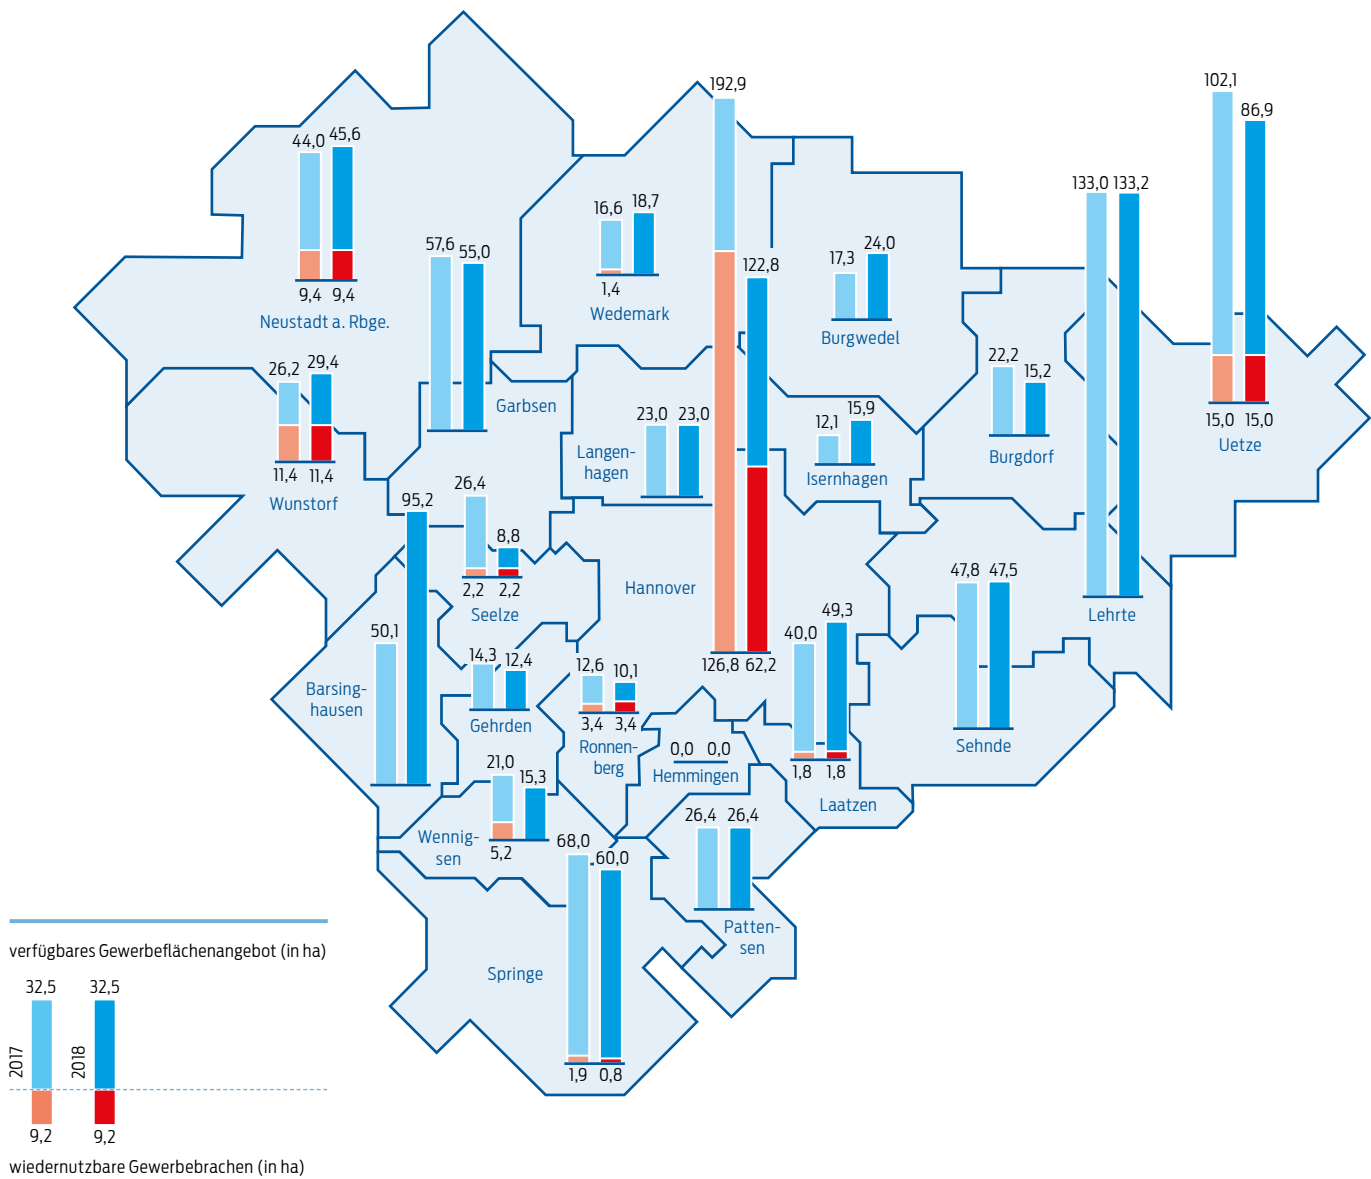 192,9
102,1
86,9
44,0 45,6
133,0 133,2
16,6 18,7
57,6 55,0
17,3 24,0
122,8
9,4 9,4
1,4
Neustadt a. Rbge.
Wedemark
Burgwedel
26,2 29,4
22,2 15,2
Garbsen
23,0 23,0
12,1 15,9
15,0 15,0
Uetze
Langen-
hagen
Burgdorf
Isernhagen
11,4 11,4
Wunstorf
26,4
95,2
8,8
2,2 2,2
Seelze
Hannover
47,8 47,5
Lehrte
40,0 49,3
50,1
14,3 12,4
12,6 10,1
126,8 62,2
Barsing-
hausen
Gehrden
3,4 3,4
Ronnen-
berg
0,0 0,0
Hemmingen
1,8 1,8
Laatzen
Sehnde
21,0 15,3
26,4 26,4
Wennig-
sen
5,2
68,0 60,0
Patten-
sen
Springe
1,9 0,8
verfügbares Gewerbeflächenangebot (in ha)
32,5 32,5
2017 2018
9,2 9,2
wiedernutzbare Gewerbebrachen (in ha)